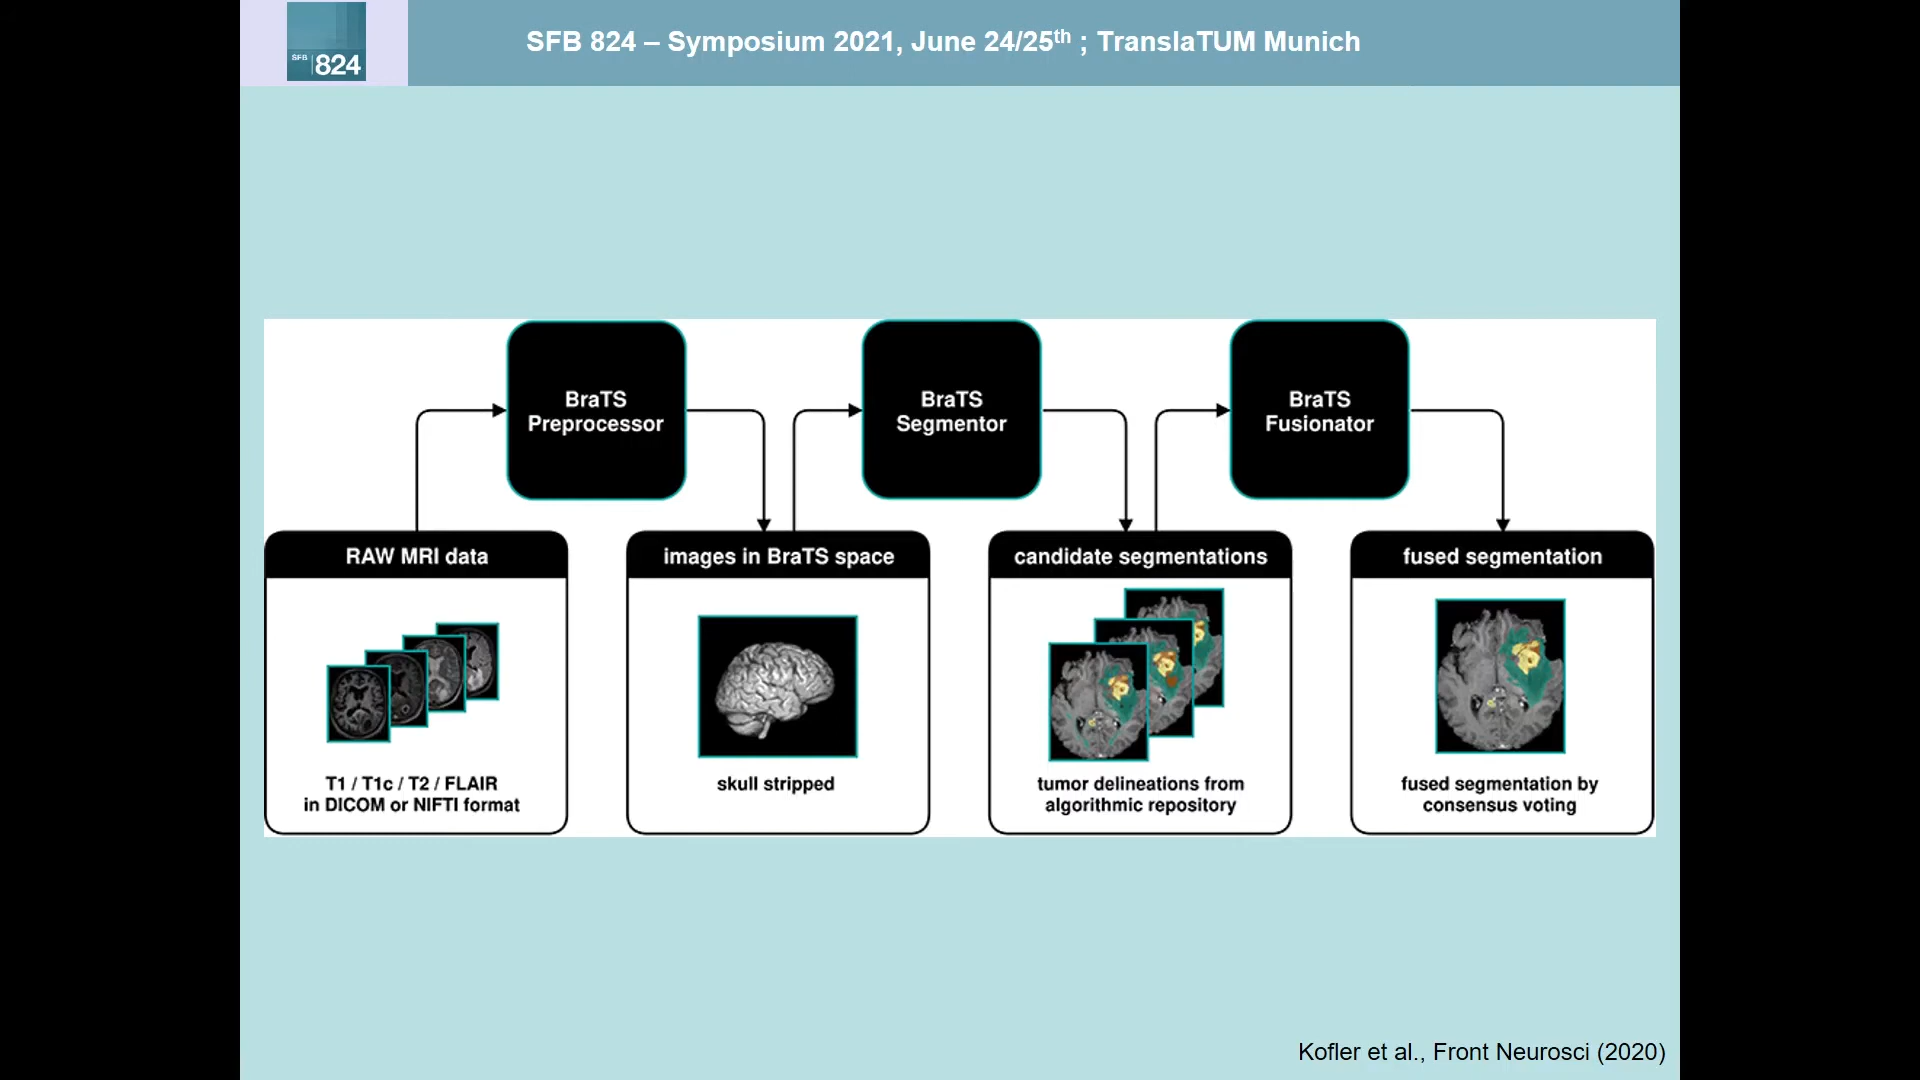 SFB 824
SFB 824 – Symposium 2021, June 24/25th ; TranslaTUM Munich
BraTS
Preprocessor
BraTS
Segmentor
BraTS
Fusionator
RAW MRI data
T1 / T1c / T2 / FLAIR
in DICOM or NIFTI format
images in BraTS space
skull stripped
candidate segmentations
tumor delineations from
algorithmic repository
fused segmentation
fused segmentation by
consensus voting
Kofler et al., Front Neurosci (2020)